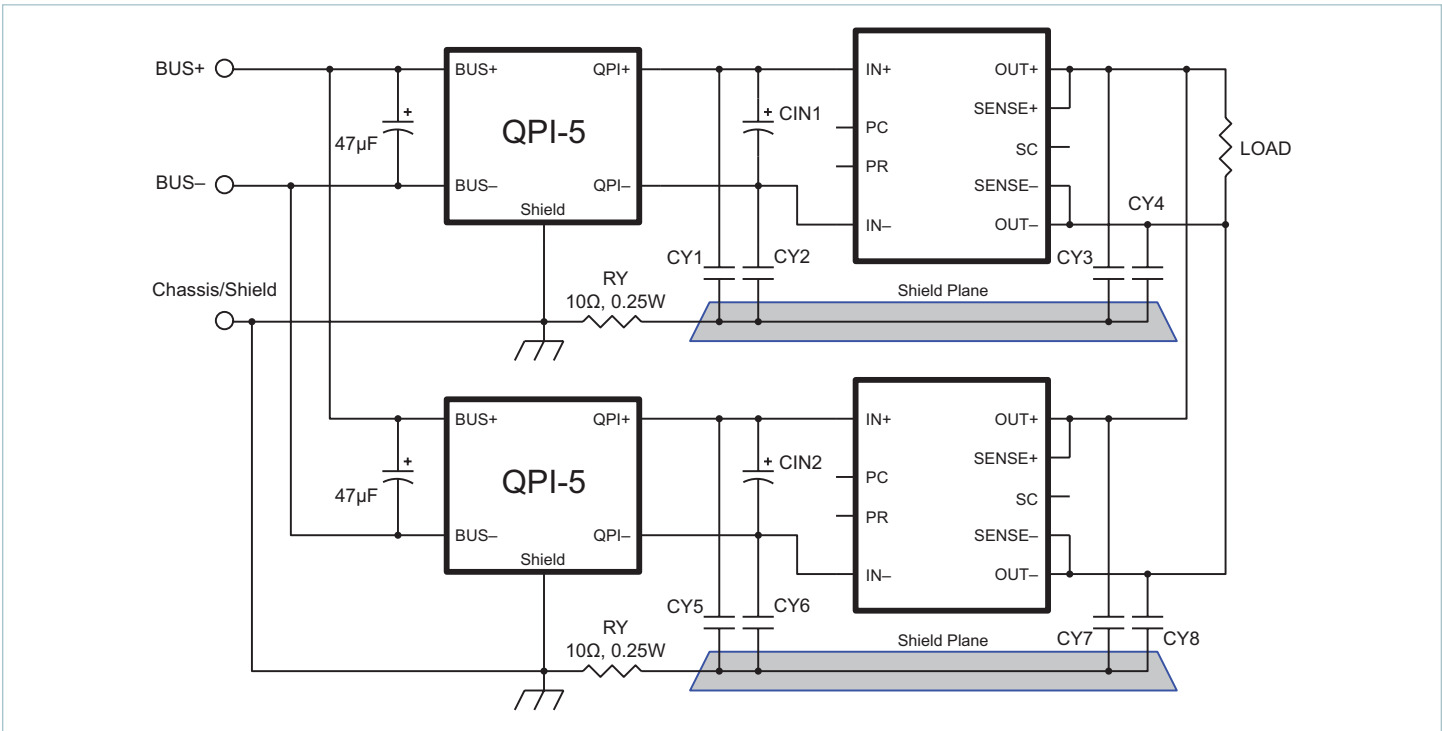 BUS+
47µF
+
BUS+
QPI+
QPI-5
BUS–
QPI–
Shield
+ CIN1
IN+
OUT+
SENSE+
PC
SC
PR
SENSE–
IN–
OUT–
LOAD
BUS–
CY1
CY2
CY3
CY4
Chassis/Shield
RY
10Ω, 0.25W
Shield Plane
47µF
+
BUS+
QPI+
QPI-5
BUS–
QPI–
Shield
+ CIN2
IN+
OUT+
SENSE+
PC
SC
PR
SENSE–
IN–
OUT–
CY5
CY6
CY7
CY8
RY
10Ω, 0.25W
Shield Plane